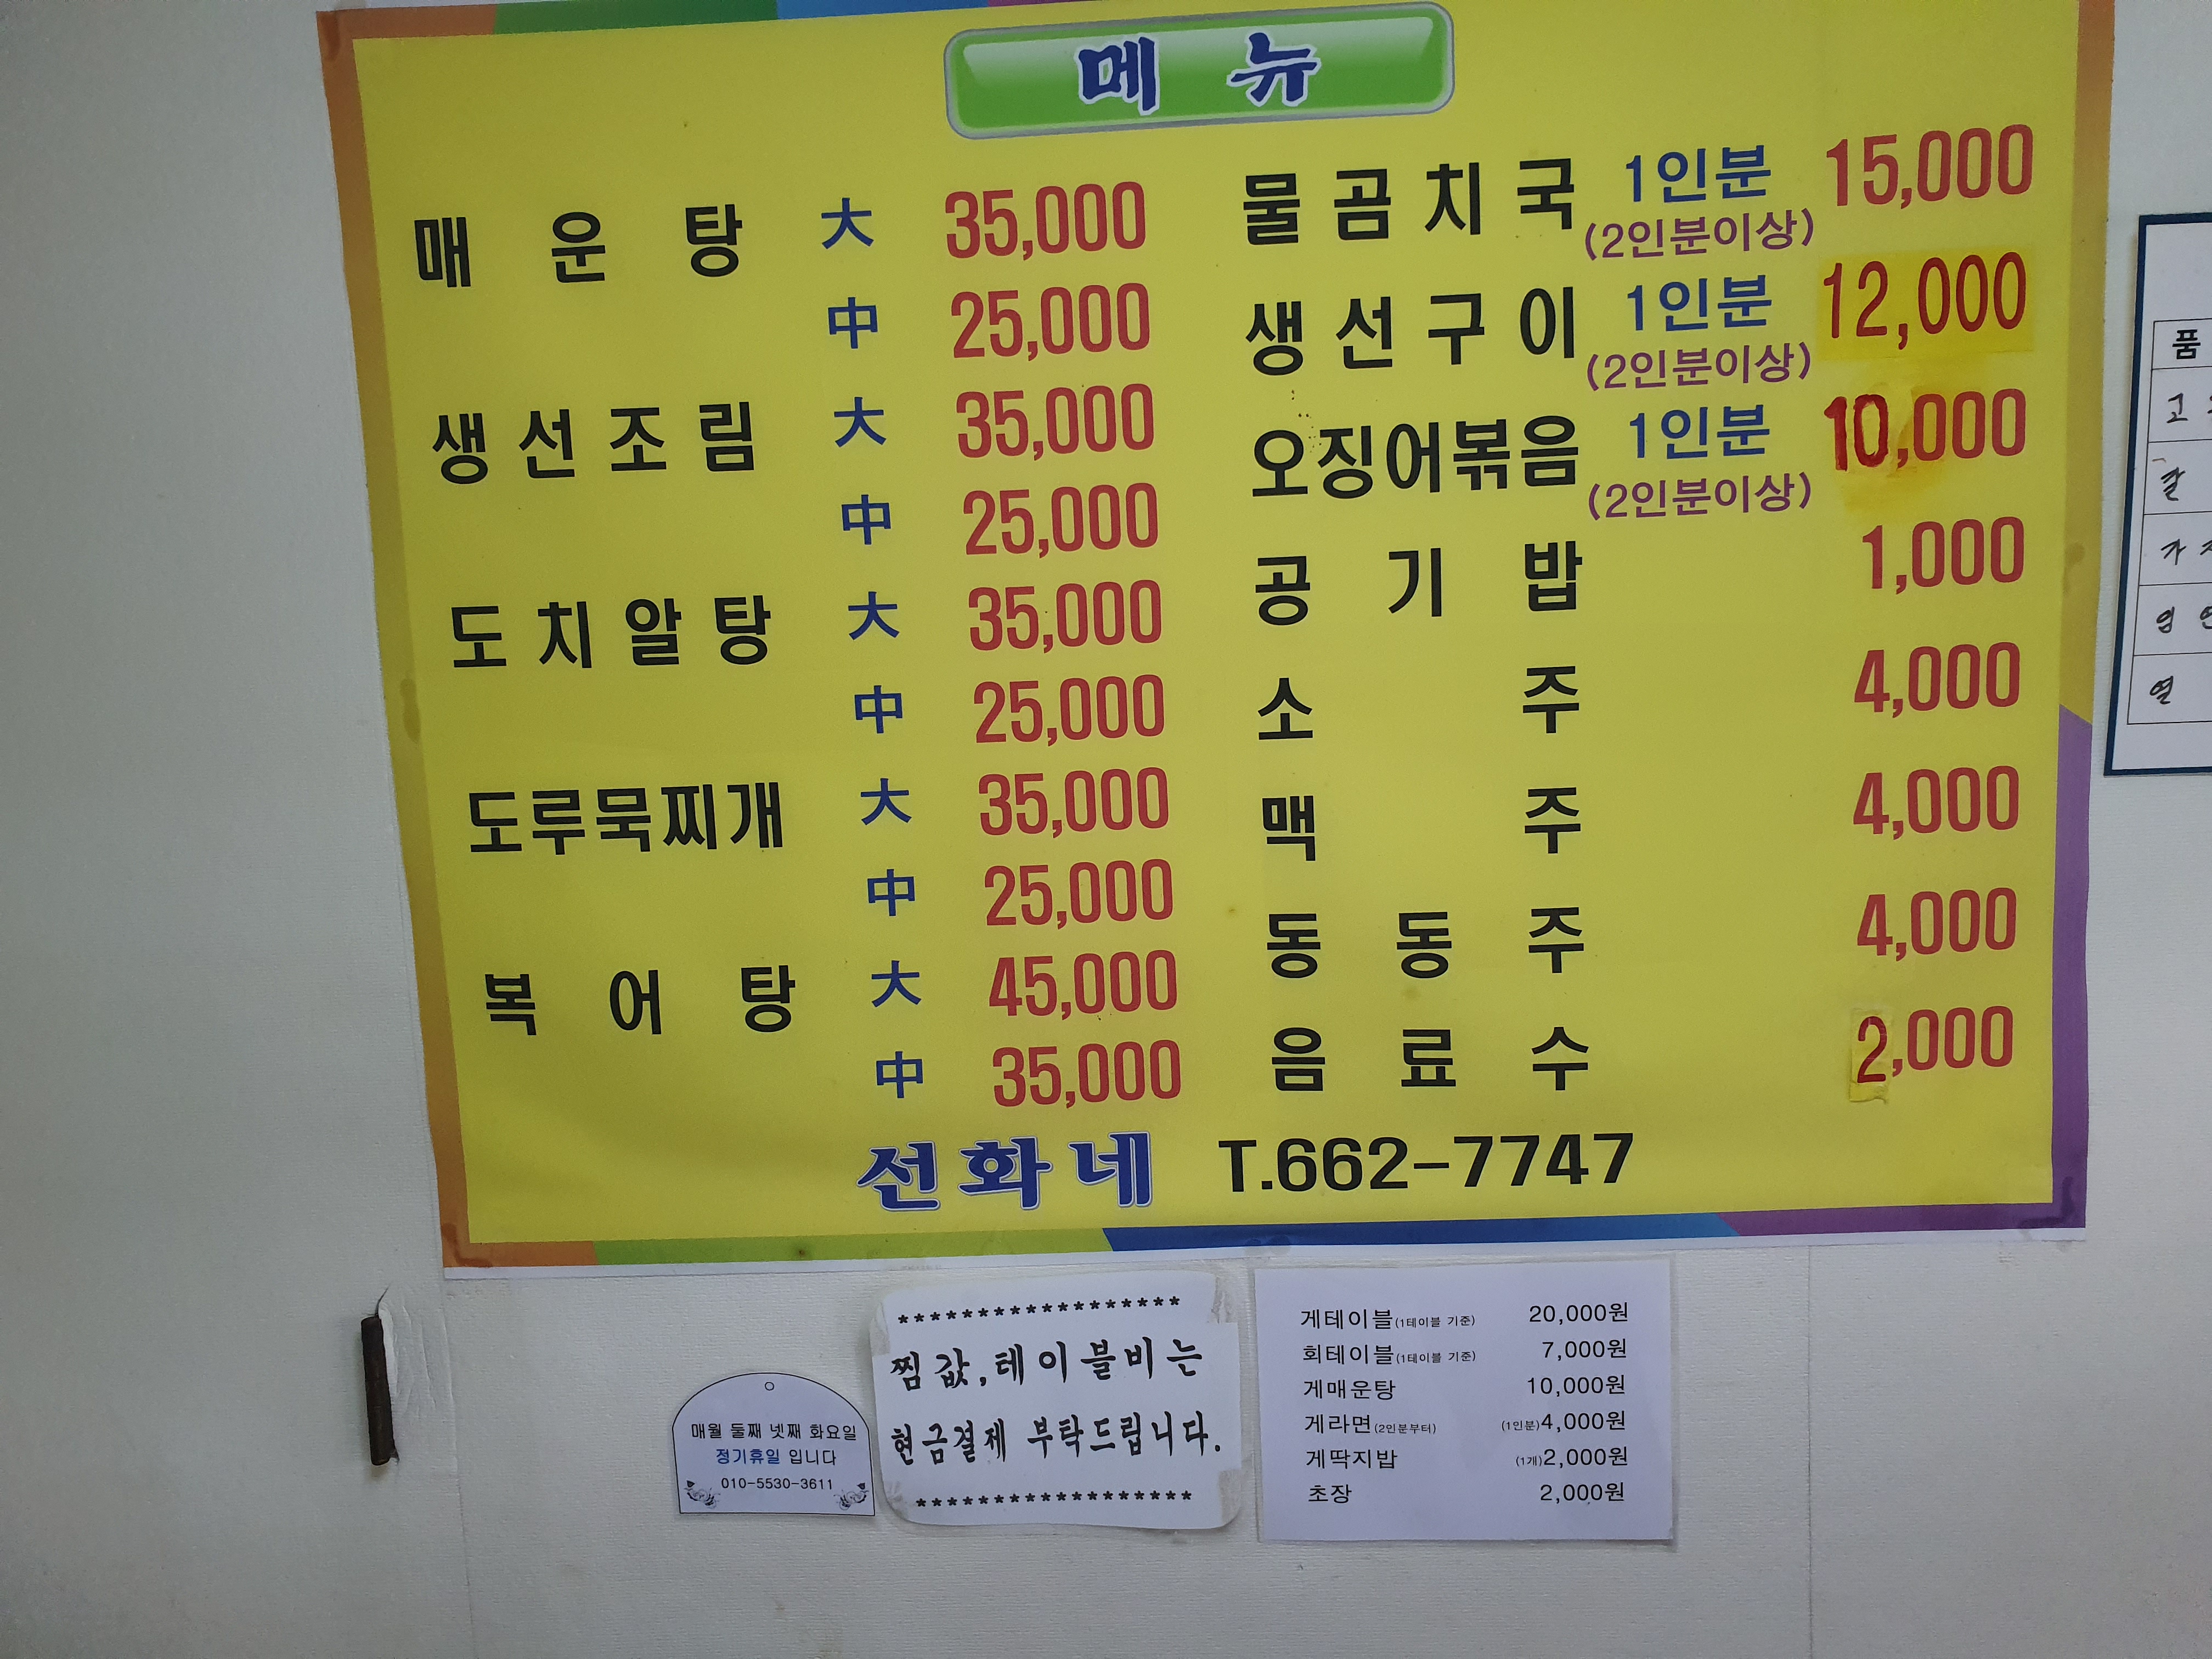 메 뉴
매 운 탕 大 35,000
中 25,000
생 선 조 림 大 35,000
中 25,000
도 치 알 탕 大 35,000
中 25,000
도루묵찌개 大 35,000
中 25,000
복 어 탕 大 45,000
中 35,000
물 곰 치 국 1인분 15,000
(2인분이상)
생 선 구 이 1인분 12,000
(2인분이상)
오징어볶음 1인분 10,000
(2인분이상)
공 기 밥 1,000
소 주 4,000
맥 주 4,000
동 동 주 4,000
음 료 수 2,000
선화네 T.662-7747
매월 둘째 넷째 화요일
정기휴일 입니다
010-5530-3611
******************
찜값,테이블비는
현금결제 부탁드립니다.
******************
게테이블(1테이블 기준) 20,000원
회테이블(1테이블 기준) 7,000원
게매운탕 10,000원
게라면(2인분부터) (1인분)4,000원
게딱지밥 (1개)2,000원
초장 2,000원
품
고
칼
가
열